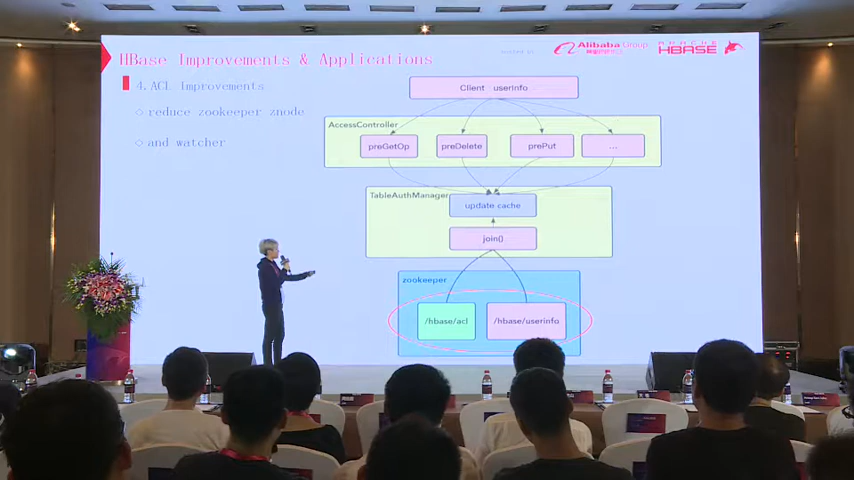 HBase Improvements & Applications
Alibaba Group
APACHE
HBASE
4.ACL Improvements
reduce zookeeper znode
and watcher
Client userInfo
AccessController
preGetOp
preDelete
prePut
...
TableAuthManager
update cache
join()
zookeeper
/hbase/acl
/hbase/userinfo